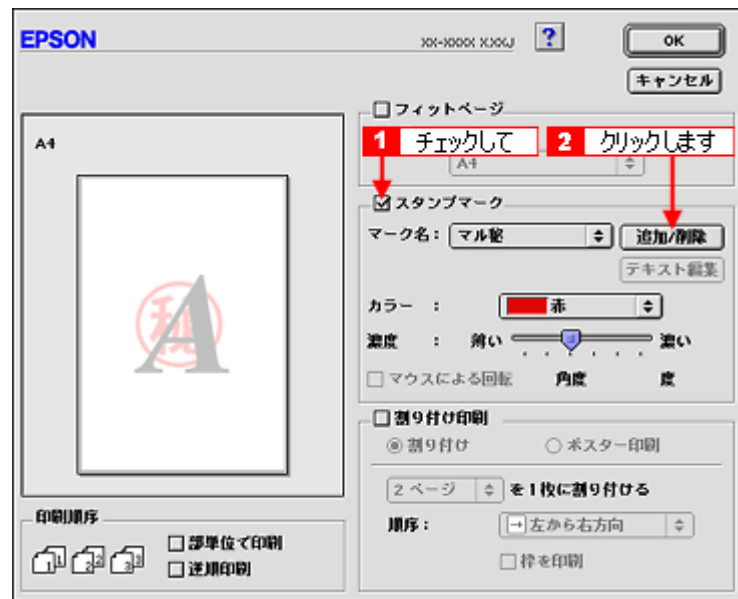 EPSON
XX-XXXX XXXJ
?
OK
キャンセル
フィットページ
1 チェックして
2 クリックします
A4
A4
スタンプマーク
マーク名：
マル秘
追加/削除
テキスト編集
カラー ：
赤
濃度 ： 薄い 濃い
マウスによる回転 角度 度
秘
A
割り付け印刷
割り付け ポスター印刷
2 ページ を1枚に割り付ける
順序：
左から右方向
枠を印刷
印刷順序
1 1 2 2 3 3
部単位で印刷
逆順印刷